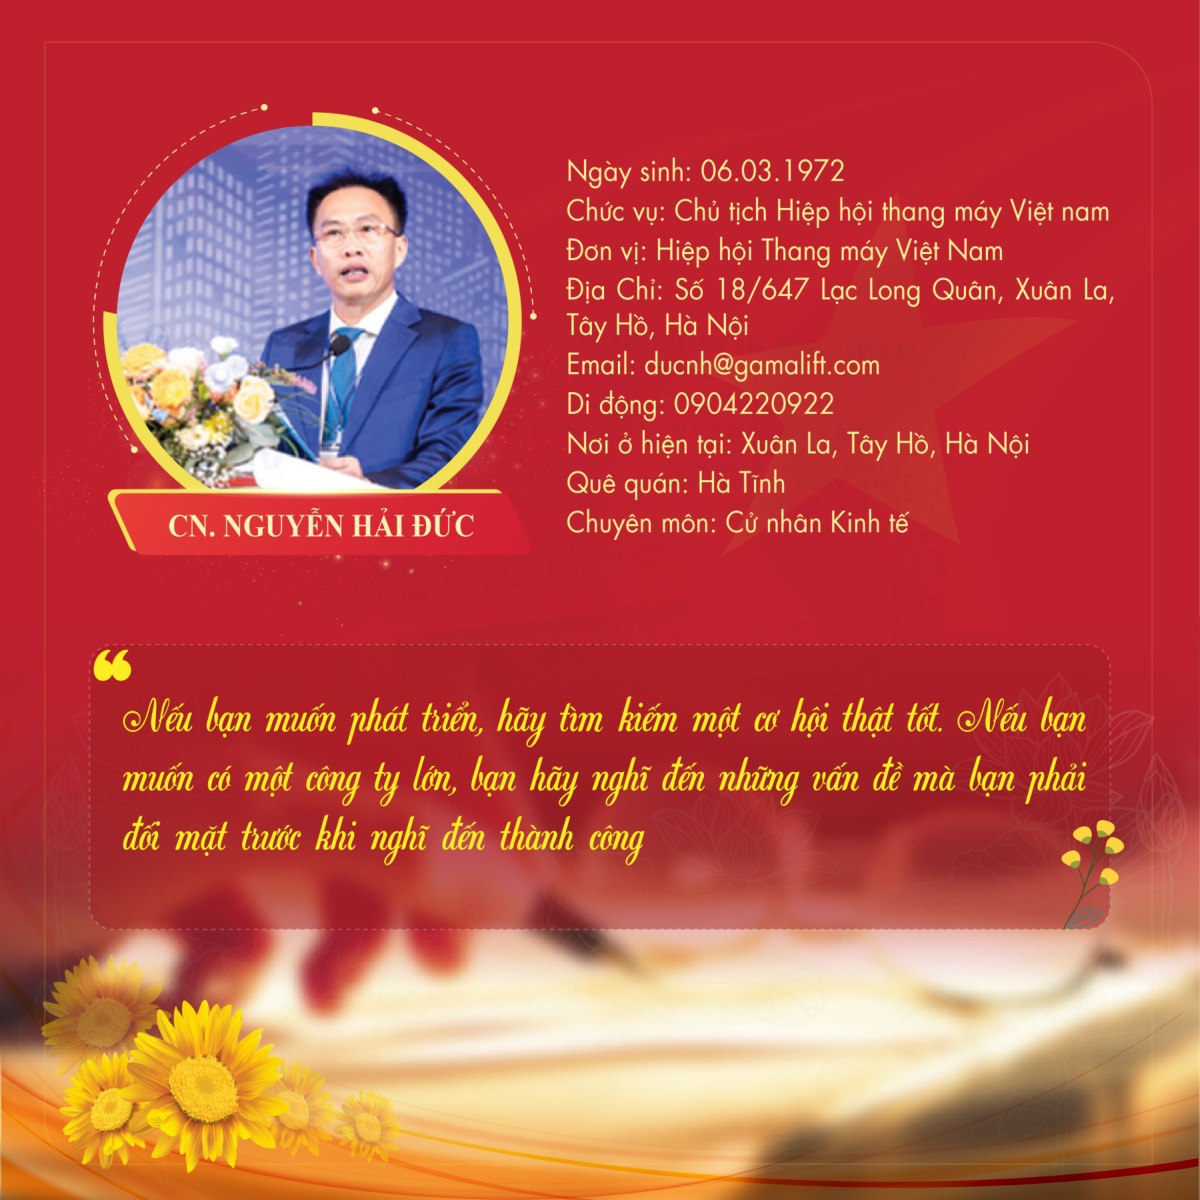 Ngày sinh: 06.03.1972
Chức vụ: Chủ tịch Hiệp hội thang máy Việt nam
Đơn vị: Hiệp hội Thang máy Việt Nam
Địa Chỉ: Số 18/647 Lạc Long Quân, Xuân La,
Tây Hồ, Hà Nội
Email: ducnh@gamalift.com
Di động: 0904220922
Nơi ở hiện tại: Xuân La, Tây Hồ, Hà Nội
Quê quán: Hà Tĩnh
Chuyên môn: Cử nhân Kinh tế
CN. NGUYỄN HẢI ĐỨC
“
Nếu bạn muốn phát triển, hãy tìm kiếm một cơ hội thật tốt. Nếu bạn
muốn có một công ty lớn, bạn hãy nghĩ đến những vấn đề mà bạn phải
đối mặt trước khi nghĩ đến thành công